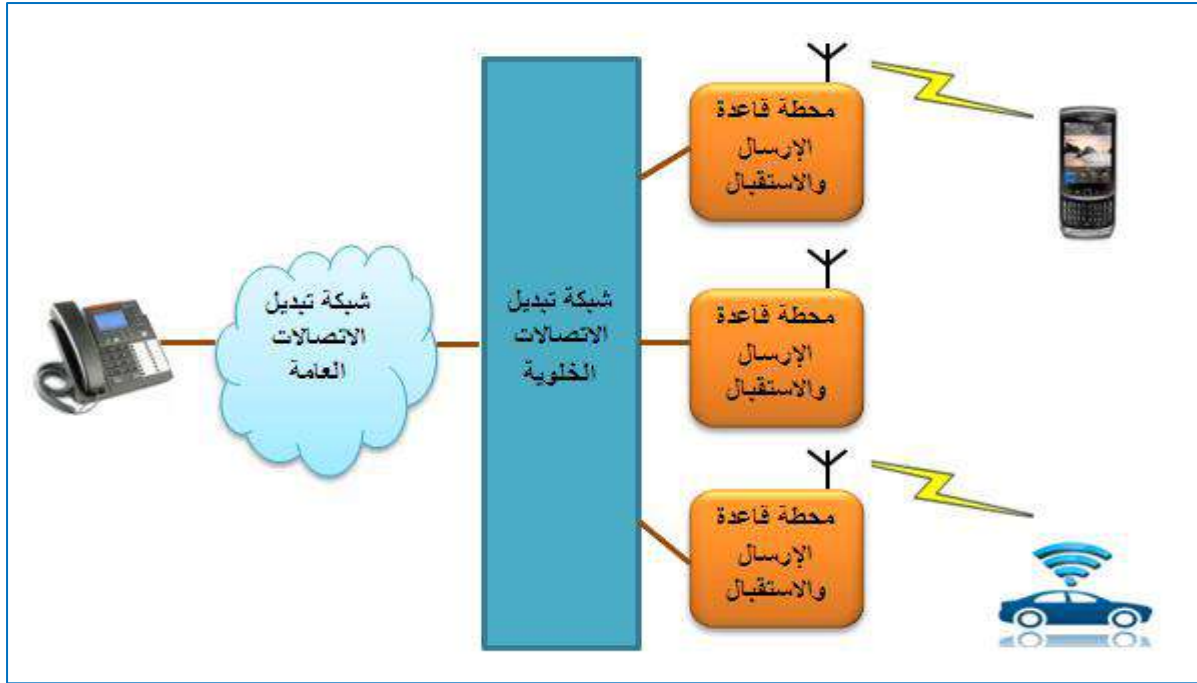 محطة قاعدة
الإرسال
والاستقبال
شبكة تبديل
الاتصالات
الخلوية
شبكة تبديل
الاتصالات
العامة
محطة قاعدة
الإرسال
والاستقبال
محطة قاعدة
الإرسال
والاستقبال